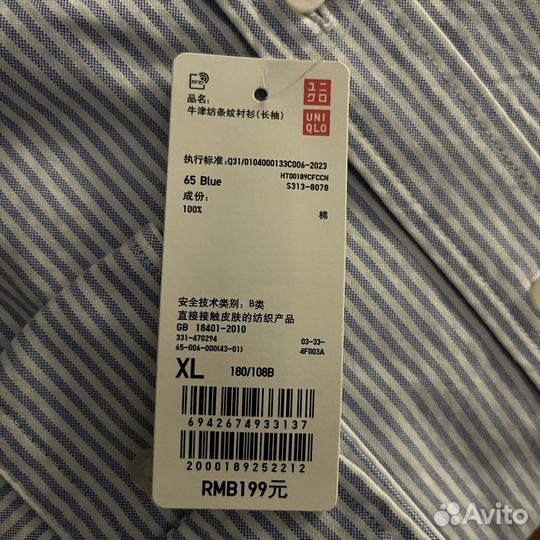 RFID
品名:
牛津纺条纹衬衫(长袖)
ユニ
クロ
UNI
QLO
执行标准:Q31/0104000133C006-2023
HT00189CFCCN
65 Blue
S313-8078
成份:
100%
棉
安全技术类别: B类
直接接触皮肤的纺织产品
GB 18401-2010
331-470294
03-33-
65-006-000(43-01)
4F003A
XL
180/108B
6942674933137
2000189252212
RMB199元
Avito